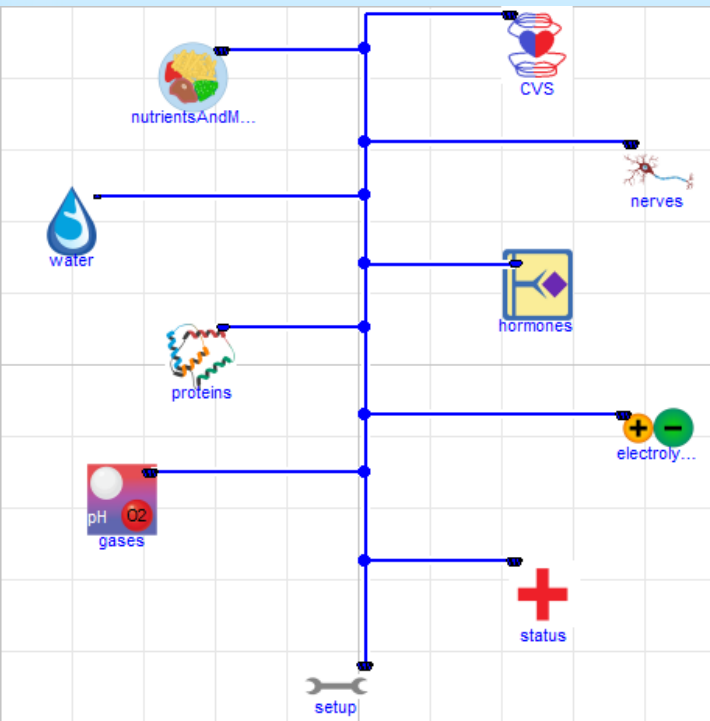 CVS
nutrientsAndM...
nerves
water
hormones
proteins
electroly...
pH O2
gases
status
setup